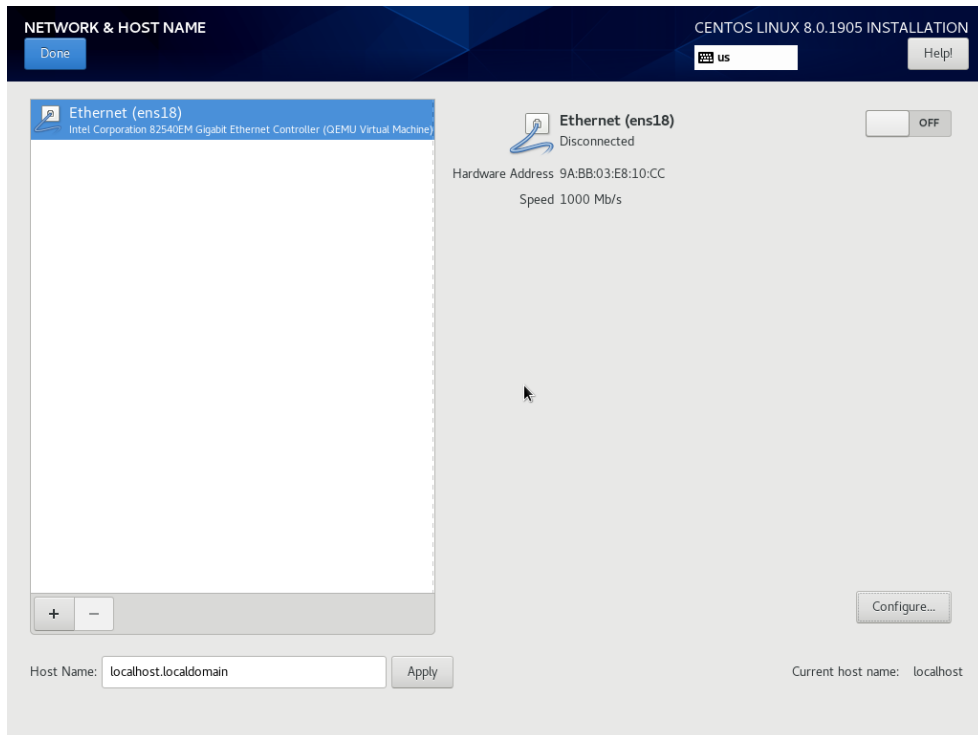 NETWORK & HOST NAME
CENTOS LINUX 8.0.1905 INSTALLATION
Done
us
Help!
Ethernet (ens18)
Intel Corporation 82540EM Gigabit Ethernet Controller (QEMU Virtual Machine)
Ethernet (ens18)
Disconnected
OFF
Hardware Address 9A:BB:03:E8:10:CC
Speed 1000 Mb/s
+ −
Configure...
Host Name: localhost.localdomain Apply
Current host name: localhost